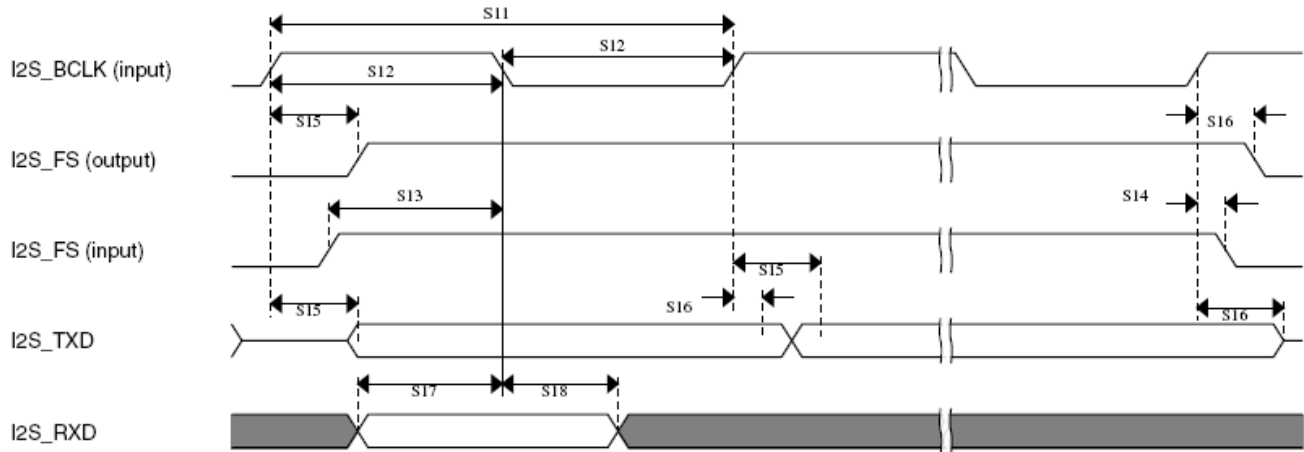 S11
I2S_BCLK (input)
S12
S12
S15
S16
I2S_FS (output)
S13
S14
I2S_FS (input)
S15
S15
S16
S16
I2S_TXD
S17
S18
I2S_RXD